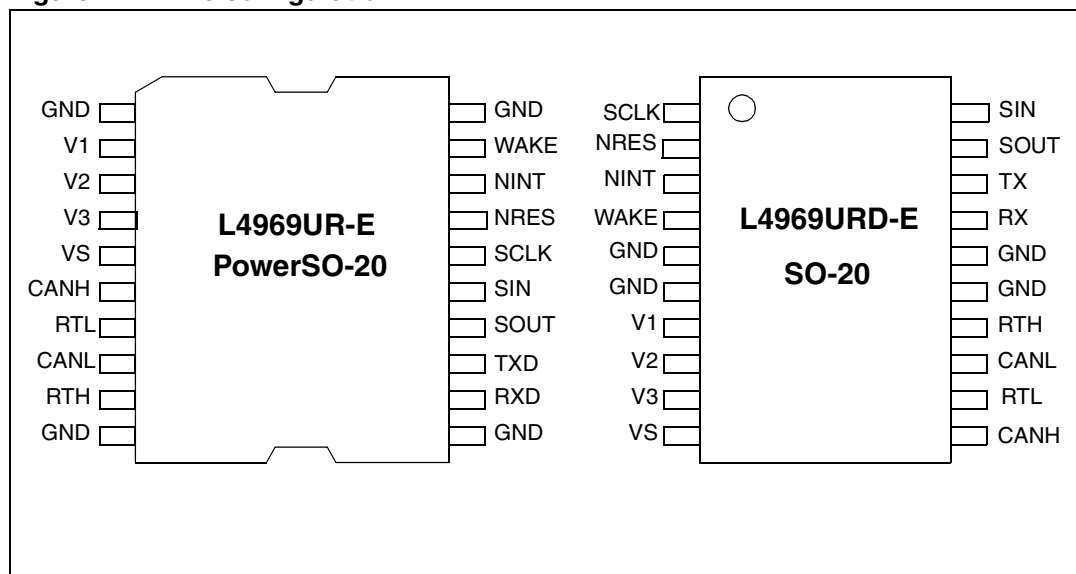 GND
V1
V2
V3
VS
CANH
RTL
CANL
RTH
GND
L4969UR-E
PowerSO-20
GND
WAKE
NINT
NRES
SCLK
SIN
SOUT
TXD
RXD
GND
SCLK
NRES
NINT
WAKE
GND
GND
V1
V2
V3
VS
L4969URD-E
SO-20
SIN
SOUT
TX
RX
GND
GND
RTH
CANL
RTL
CANH